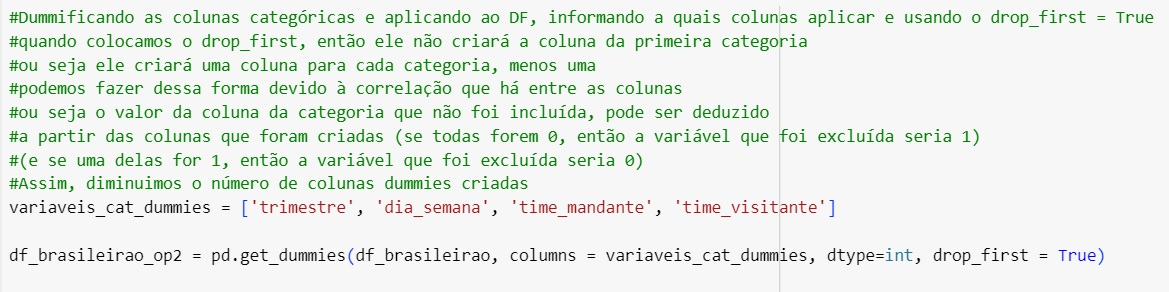 #Dummificando as colunas categóricas e aplicando ao DF, informando a quais colunas aplicar e usando o drop_first = True
#quando colocamos o drop_first, então ele não criará a coluna da primeira categoria
#ou seja ele criará uma coluna para cada categoria, menos uma
#podemos fazer dessa forma devido à correlação que há entre as colunas
#ou seja o valor da coluna da categoria que não foi incluída, pode ser deduzido
#a partir das colunas que foram criadas (se todas forem 0, então a variável que foi excluída seria 1)
#(e se uma delas for 1, então a variável que foi excluída seria 0)
#Assim, diminuimos o número de colunas dummies criadas
variaveis_cat_dummies = ['trimestre', 'dia_semana', 'time_mandante', 'time_visitante']
df_brasileirao_op2 = pd.get_dummies(df_brasileirao, columns = variaveis_cat_dummies, dtype=int, drop_first = True)